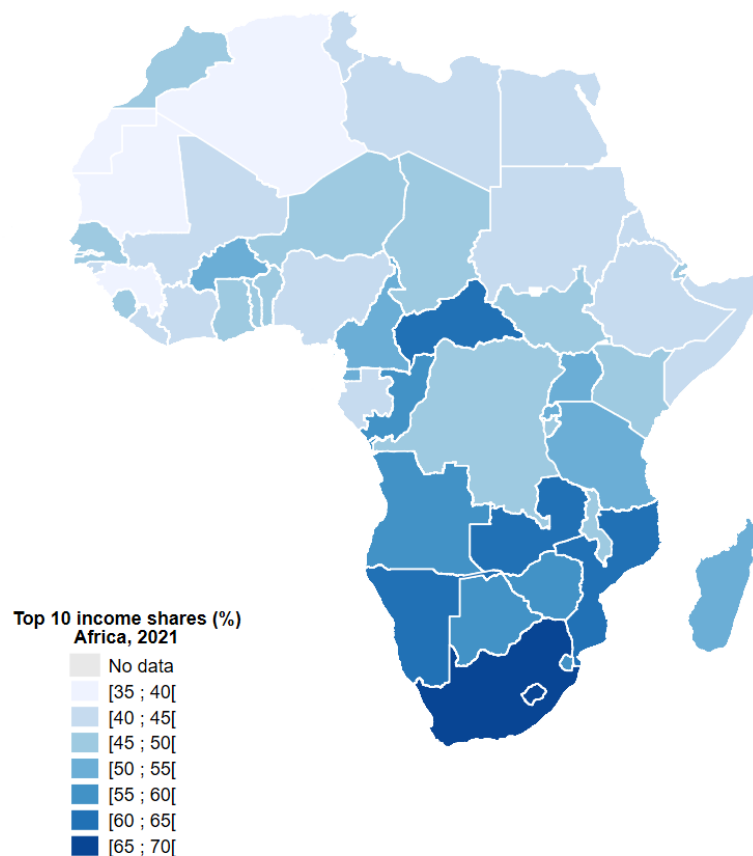 Top 10 income shares (%)
Africa, 2021
No data
[35 ; 40[
[40 ; 45[
[45 ; 50[
[50 ; 55[
[55 ; 60[
[60 ; 65[
[65 ; 70[